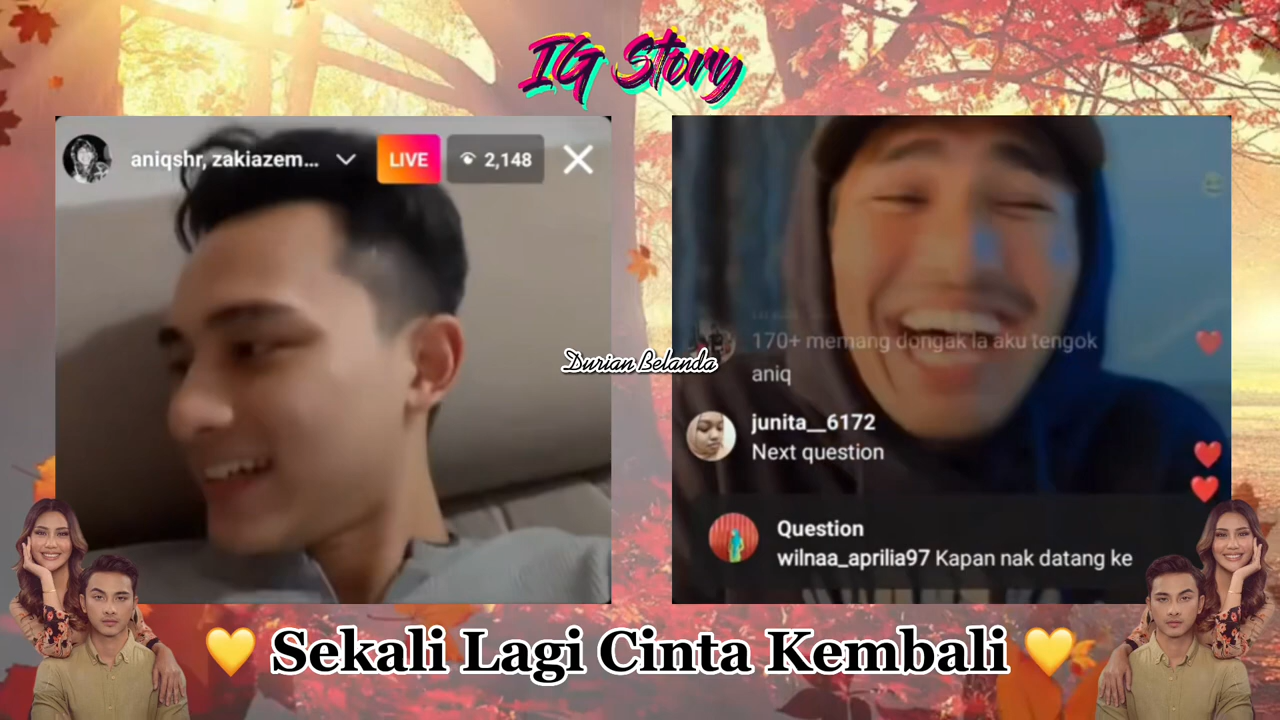 IG Story
aniqshr, zakiazem...
LIVE
2,148
Durian Belanda
170+ memang dongak la aku tengok
aniq
junita__6172
Next question
Question
wilnaa_aprilia97 Kapan nak datang ke
💛 Sekali Lagi Cinta Kembali 💛